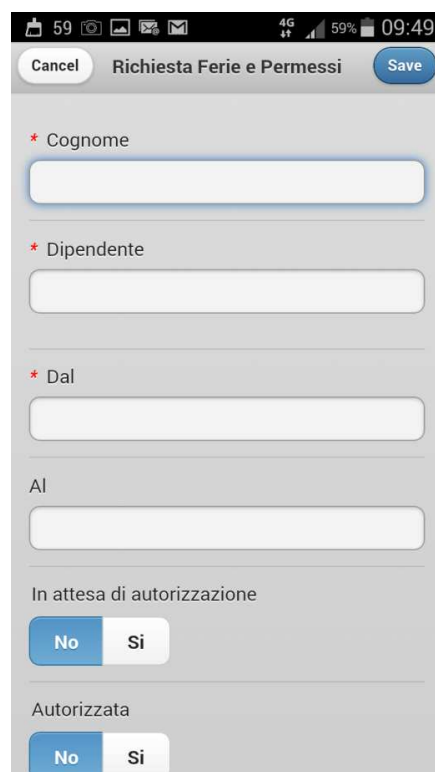 59 4G 59% 09:49
Cancel Richiesta Ferie e Permessi Save
* Cognome
* Dipendente
* Dal
Al
In attesa di autorizzazione
No Si
Autorizzata
No Si